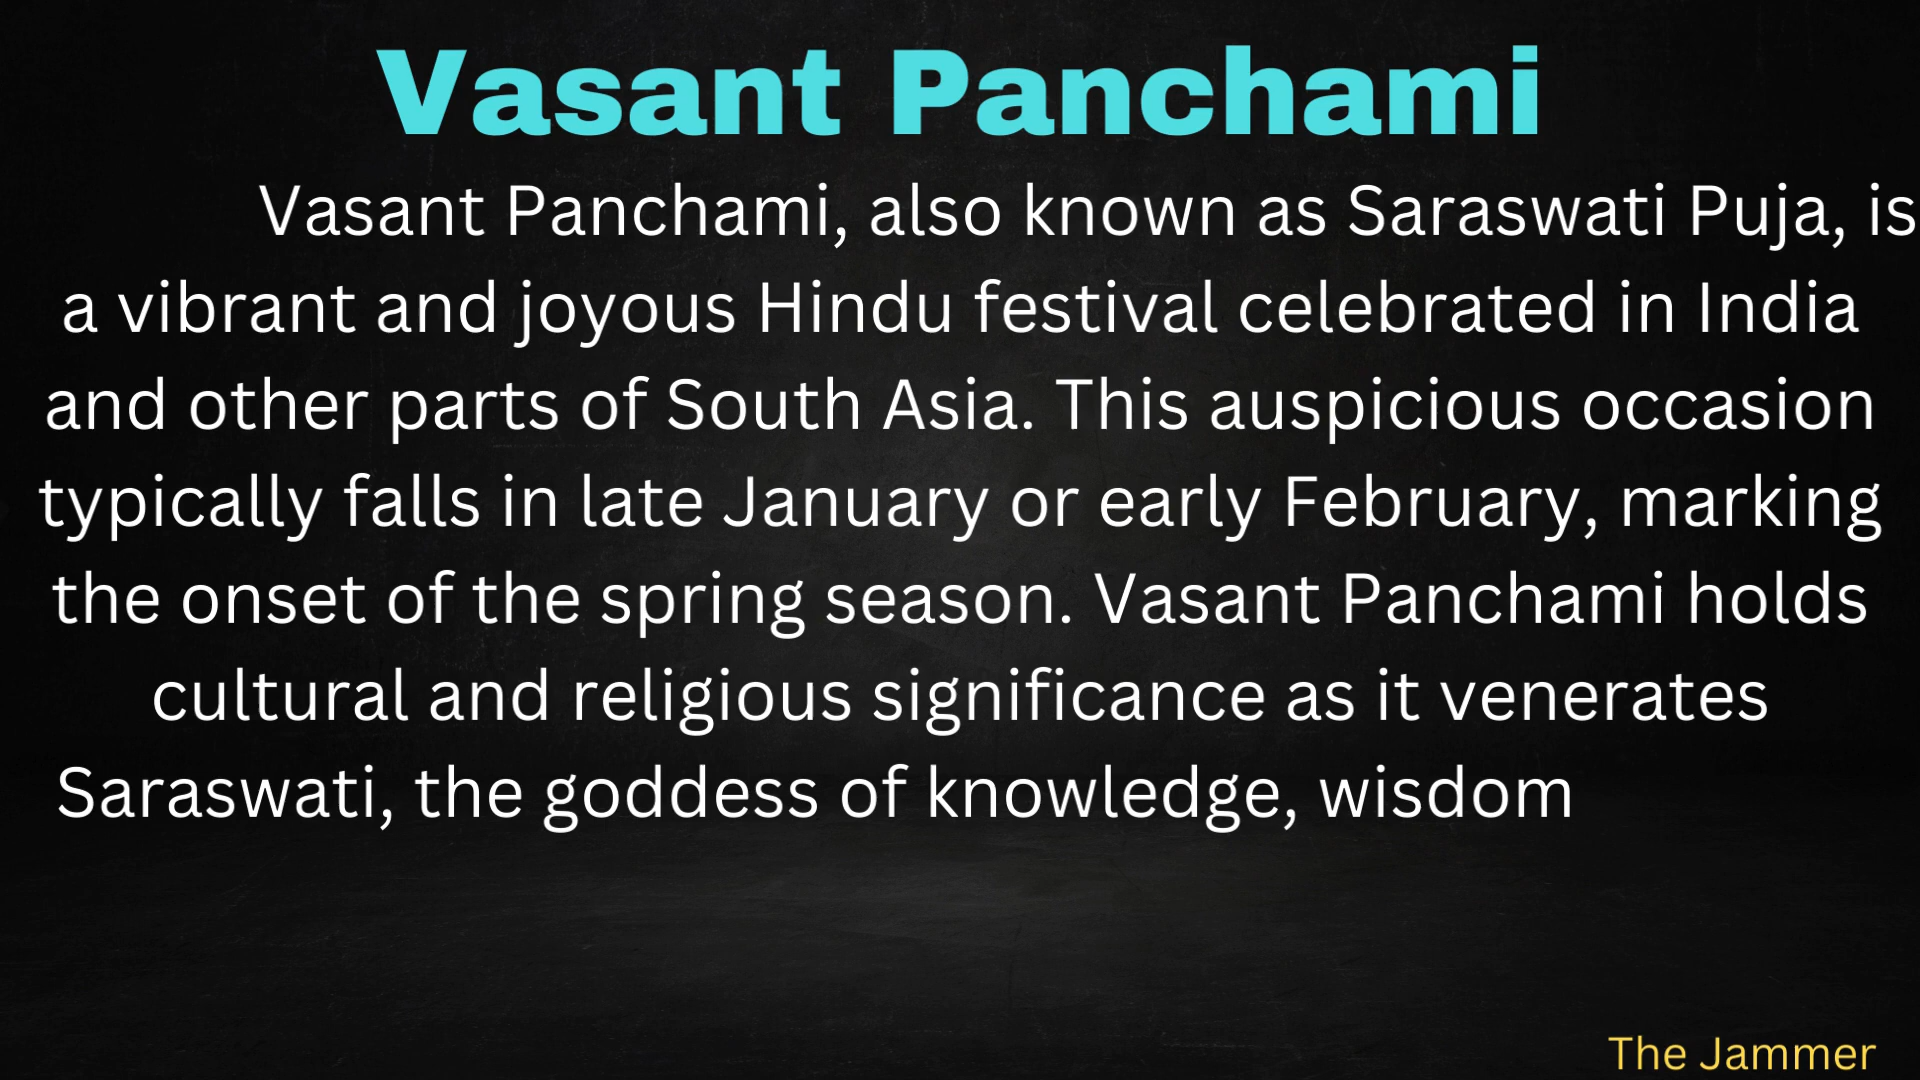 Vasant Panchami
Vasant Panchami, also known as Saraswati Puja, is
a vibrant and joyous Hindu festival celebrated in India
and other parts of South Asia. This auspicious occasion
typically falls in late January or early February, marking
the onset of the spring season. Vasant Panchami holds
cultural and religious significance as it venerates
Saraswati, the goddess of knowledge, wisdom
The Jammer